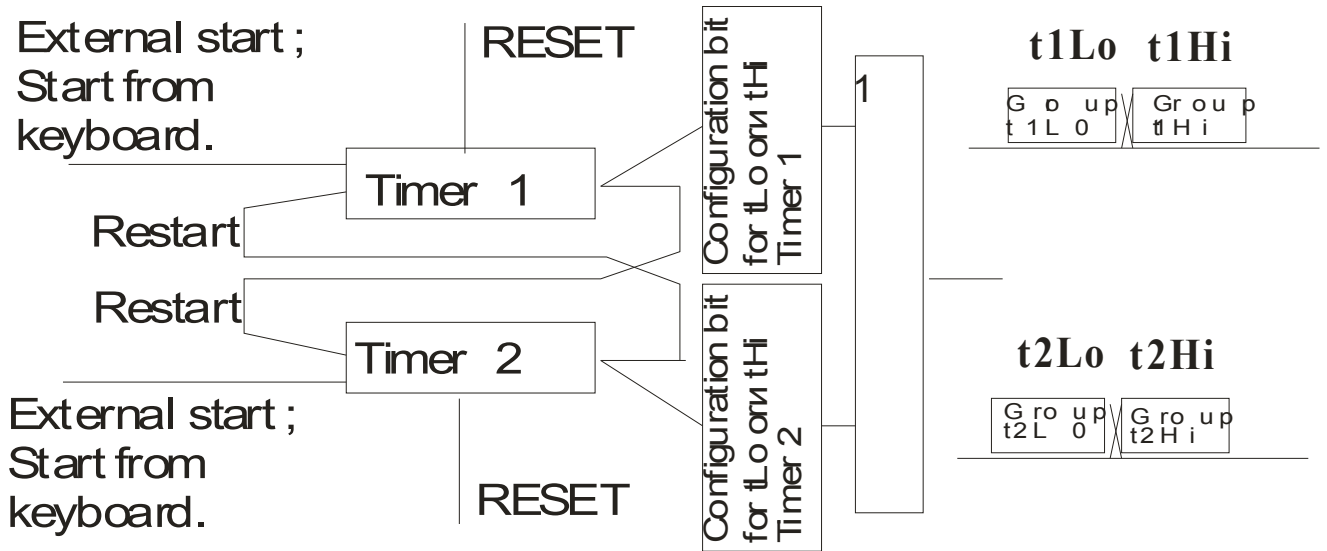 External start ;
Start from
keyboard.
RESET
Timer 1
Restart
Restart
Timer 2
External start ;
Start from
keyboard.
RESET
Configuration bit
for tLo or и tHi
Timer 1
Configuration bit
for tLo or и tHi
Timer 2
1
t1Lo t1Hi
Group
t1L0
Group
t1Hi
t2Lo t2Hi
Group
t2L0
Group
t2Hi